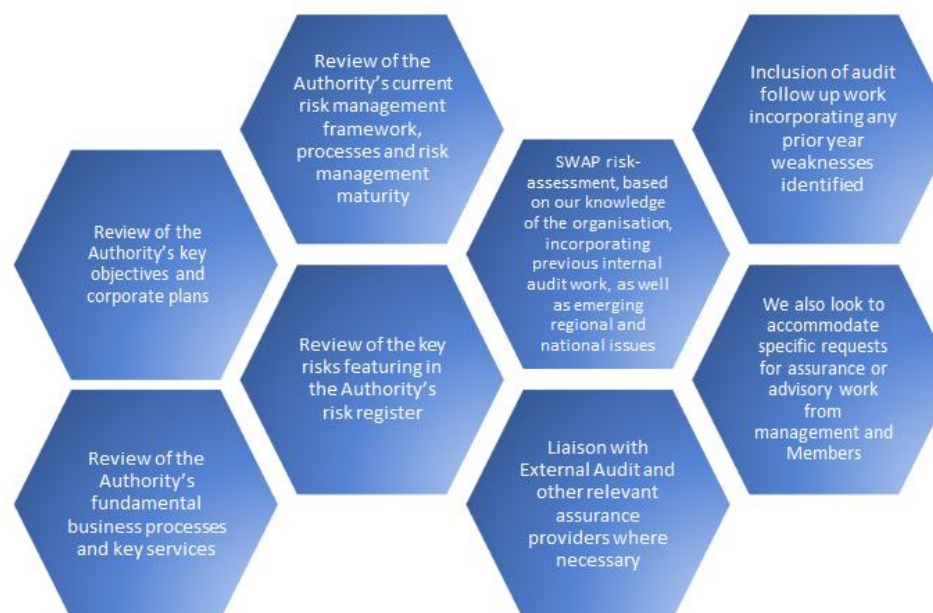 Review of the
Authority's current
risk management
framework,
processes and risk
management
maturity
Inclusion of audit
follow up work
incorporating any
prior year
weaknesses
identified
SWAP risk-
assessment, based
on our knowledge
of the organisation,
incorporating
previous internal
audit work, as well
as emerging
regional and
national issues
Review of the
Authority's key
objectives and
corporate plans
We also look to
accommodate
specific requests
for assurance or
advisory work
from
management and
Members
Review of the key
risks featuring in
the Authority's
risk register
Review of the
Authority's
fundamental
business processes
and key services
Liaison with
External Audit and
other relevant
assurance
providers where
necessary